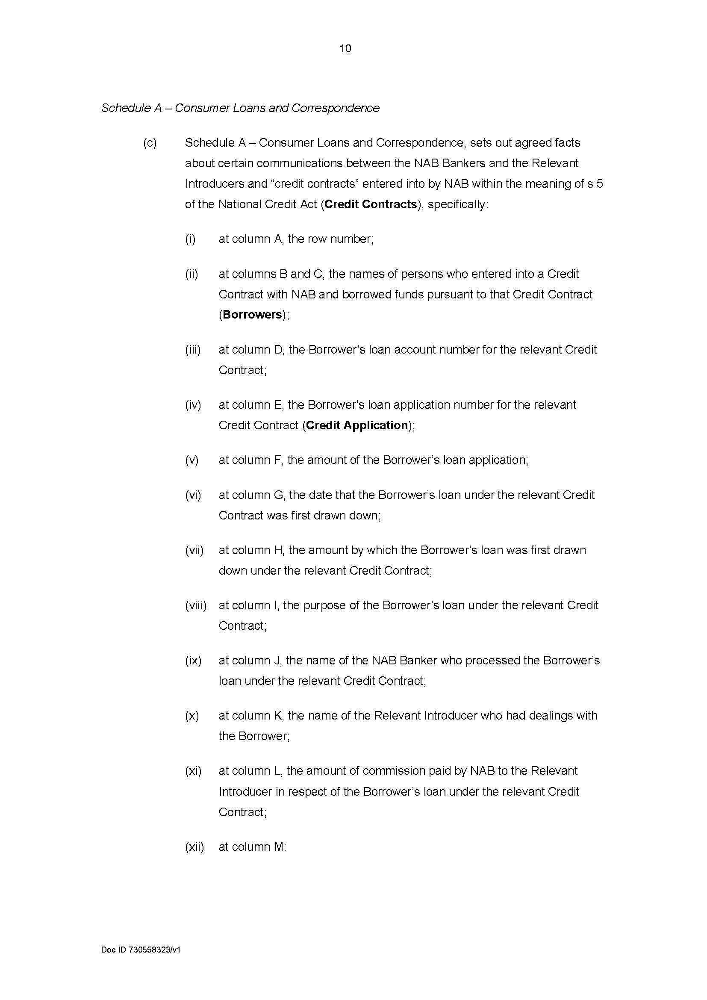 10
Schedule A – Consumer Loans and Correspondence
(c) Schedule A – Consumer Loans and Correspondence, sets out agreed facts
about certain communications between the NAB Bankers and the Relevant
Introducers and “credit contracts” entered into by NAB within the meaning of s 5
of the National Credit Act (Credit Contracts), specifically:
(i) at column A, the row number;
(ii) at columns B and C, the names of persons who entered into a Credit
Contract with NAB and borrowed funds pursuant to that Credit Contract
(Borrowers);
(iii) at column D, the Borrower’s loan account number for the relevant Credit
Contract;
(iv) at column E, the Borrower’s loan application number for the relevant
Credit Contract (Credit Application);
(v) at column F, the amount of the Borrower’s loan application;
(vi) at column G, the date that the Borrower’s loan under the relevant Credit
Contract was first drawn down;
(vii) at column H, the amount by which the Borrower’s loan was first drawn
down under the relevant Credit Contract;
(viii) at column I, the purpose of the Borrower’s loan under the relevant Credit
Contract;
(ix) at column J, the name of the NAB Banker who processed the Borrower’s
loan under the relevant Credit Contract;
(x) at column K, the name of the Relevant Introducer who had dealings with
the Borrower;
(xi) at column L, the amount of commission paid by NAB to the Relevant
Introducer in respect of the Borrower’s loan under the relevant Credit
Contract;
(xii) at column M:
Doc ID 730558323/v1